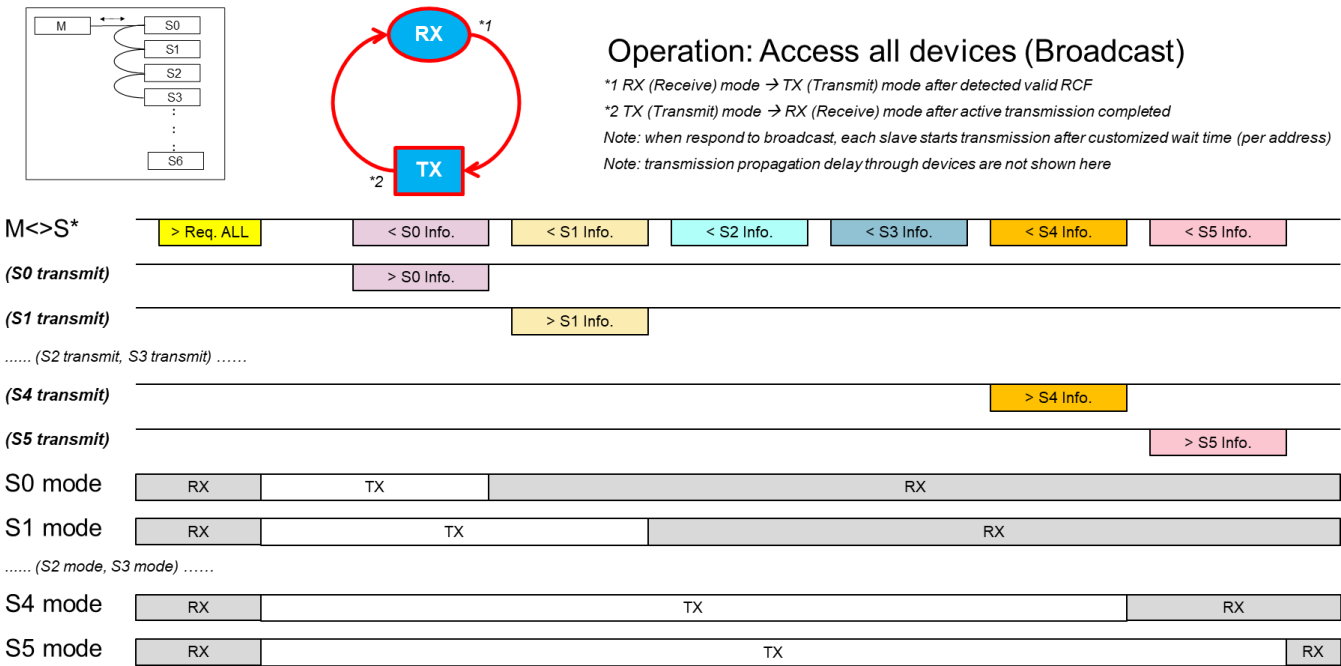 M
S0
S1
S2
S3
:
:
:
S6
RX
*1
TX
*2
Operation: Access all devices (Broadcast)
*1 RX (Receive) mode → TX (Transmit) mode after detected valid RCF
*2 TX (Transmit) mode → RX (Receive) mode after active transmission completed
Note: when respond to broadcast, each slave starts transmission after customized wait time (per address)
Note: transmission propagation delay through devices are not shown here
M<>S* > Req. ALL < S0 Info. < S1 Info. < S2 Info. < S3 Info. < S4 Info. < S5 Info.
(S0 transmit) > S0 Info.
(S1 transmit) > S1 Info.
...... (S2 transmit, S3 transmit) ......
(S4 transmit) > S4 Info.
(S5 transmit) > S5 Info.
S0 mode RX TX RX
S1 mode RX TX RX
...... (S2 mode, S3 mode) ......
S4 mode RX TX RX
S5 mode RX TX RX